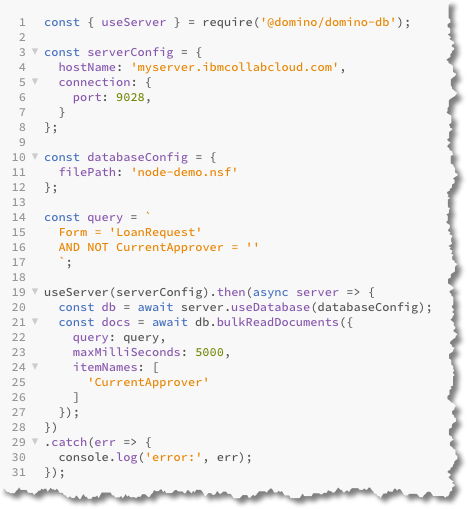 1 const { useServer } = require('@domino/domino-db');
2
3 const serverConfig = {
4   hostName: 'myserver.ibmcollabcloud.com',
5   connection: {
6     port: 9028,
7   }
8 };
9
10 const databaseConfig = {
11   filePath: 'node-demo.nsf'
12 };
13
14 const query = `
15   Form = 'LoanRequest'
16   AND NOT CurrentApprover = ''
17   `;
18
19 useServer(serverConfig).then(async server => {
20   const db = await server.useDatabase(databaseConfig);
21   const docs = await db.bulkReadDocuments({
22     query: query,
23     maxMilliSeconds: 5000,
24     itemNames: [
25       'CurrentApprover'
26     ]
27   });
28 })
29 .catch(err => {
30   console.log('error:', err);
31 });